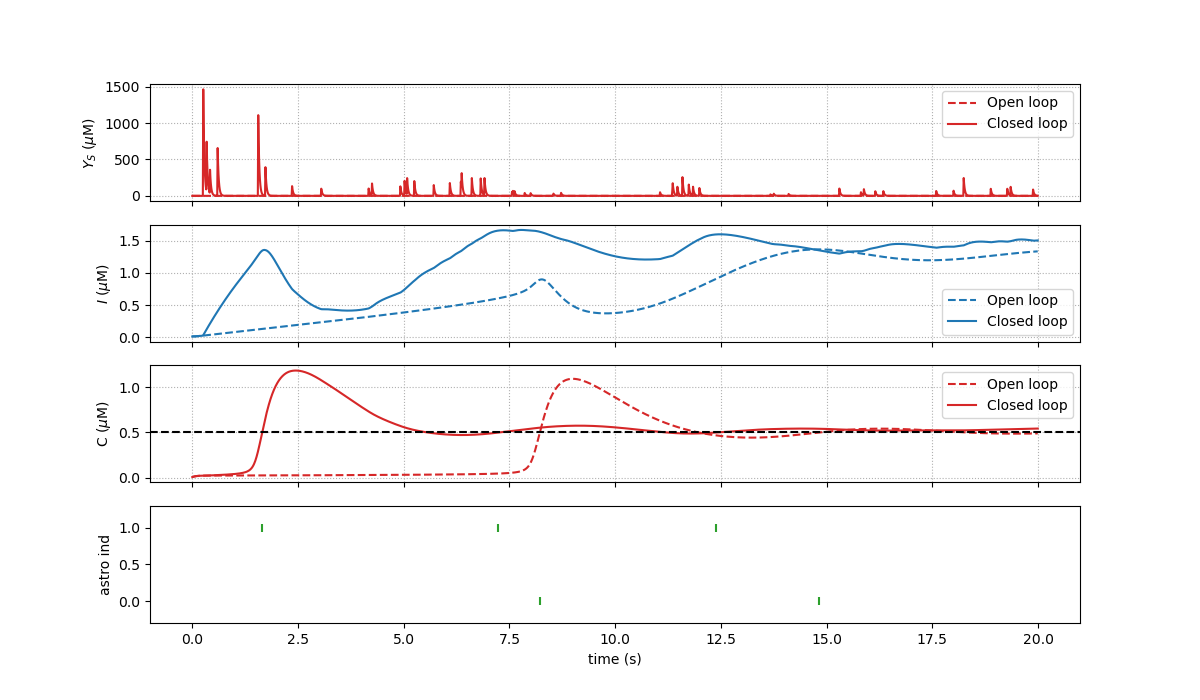 1500
1000
500
0
Y_S (μM)
Open loop
Closed loop
1.5
1.0
0.5
0.0
I (μM)
Open loop
Closed loop
1.0
0.5
0.0
C (μM)
Open loop
Closed loop
1.0
0.5
0.0
astro ind
0.0 2.5 5.0 7.5 10.0 12.5 15.0 17.5 20.0
time (s)